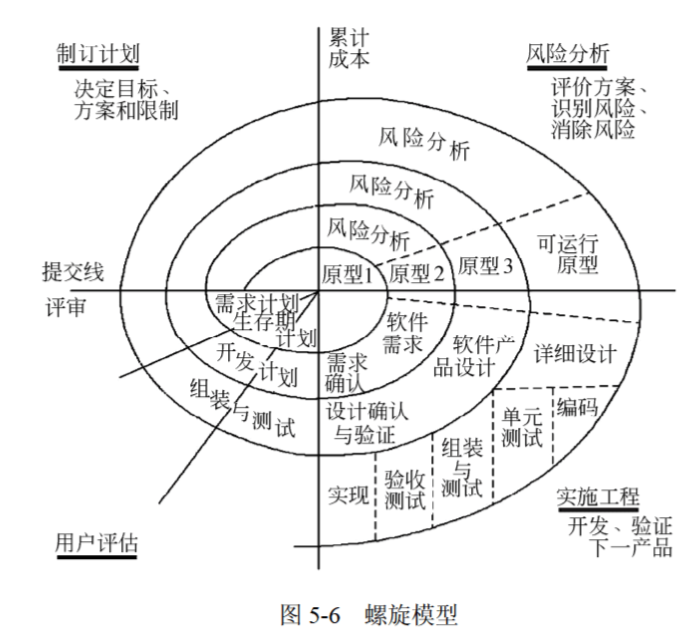 制订计划
决定目标、
方案和限制
累计
成本
风险分析
评价方案、
识别风险、
消除风险
风险分析
风险分析
风险分析
原型1
原型2
原型3
可运行
原型
提交线
评审
需求计划
生存期
计划
开发计划
组装与测试
软件
需求
需求
确认
软件产
品设计
详细设计
设计确认
与验证
实现
验收
测试
组装
与
测试
单元
测试
编码
用户评估
实施工程
开发、验证
下一产品
图 5-6 螺旋模型